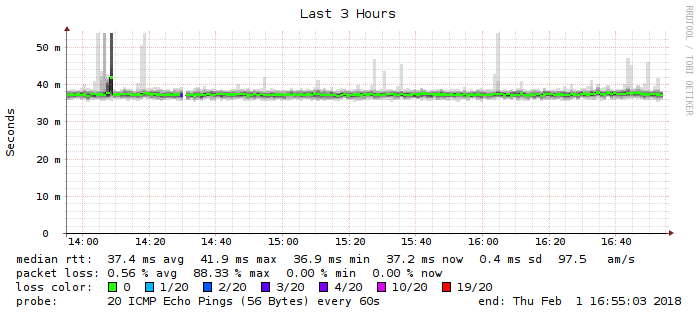 Last 3 Hours
RRDTOOL / TOBI OETIKER
Seconds
50 m
40 m
30 m
20 m
10 m
0
14:00 14:20 14:40 15:00 15:20 15:40 16:00 16:20 16:40
median rtt: 37.4 ms avg 41.9 ms max 36.9 ms min 37.2 ms now 0.4 ms sd 97.5 am/s
packet loss: 0.56 % avg 88.33 % max 0.00 % min 0.00 % now
loss color: 0 1/20 2/20 3/20 4/20 10/20 19/20
probe: 20 ICMP Echo Pings (56 Bytes) every 60s end: Thu Feb 1 16:55:03 2018